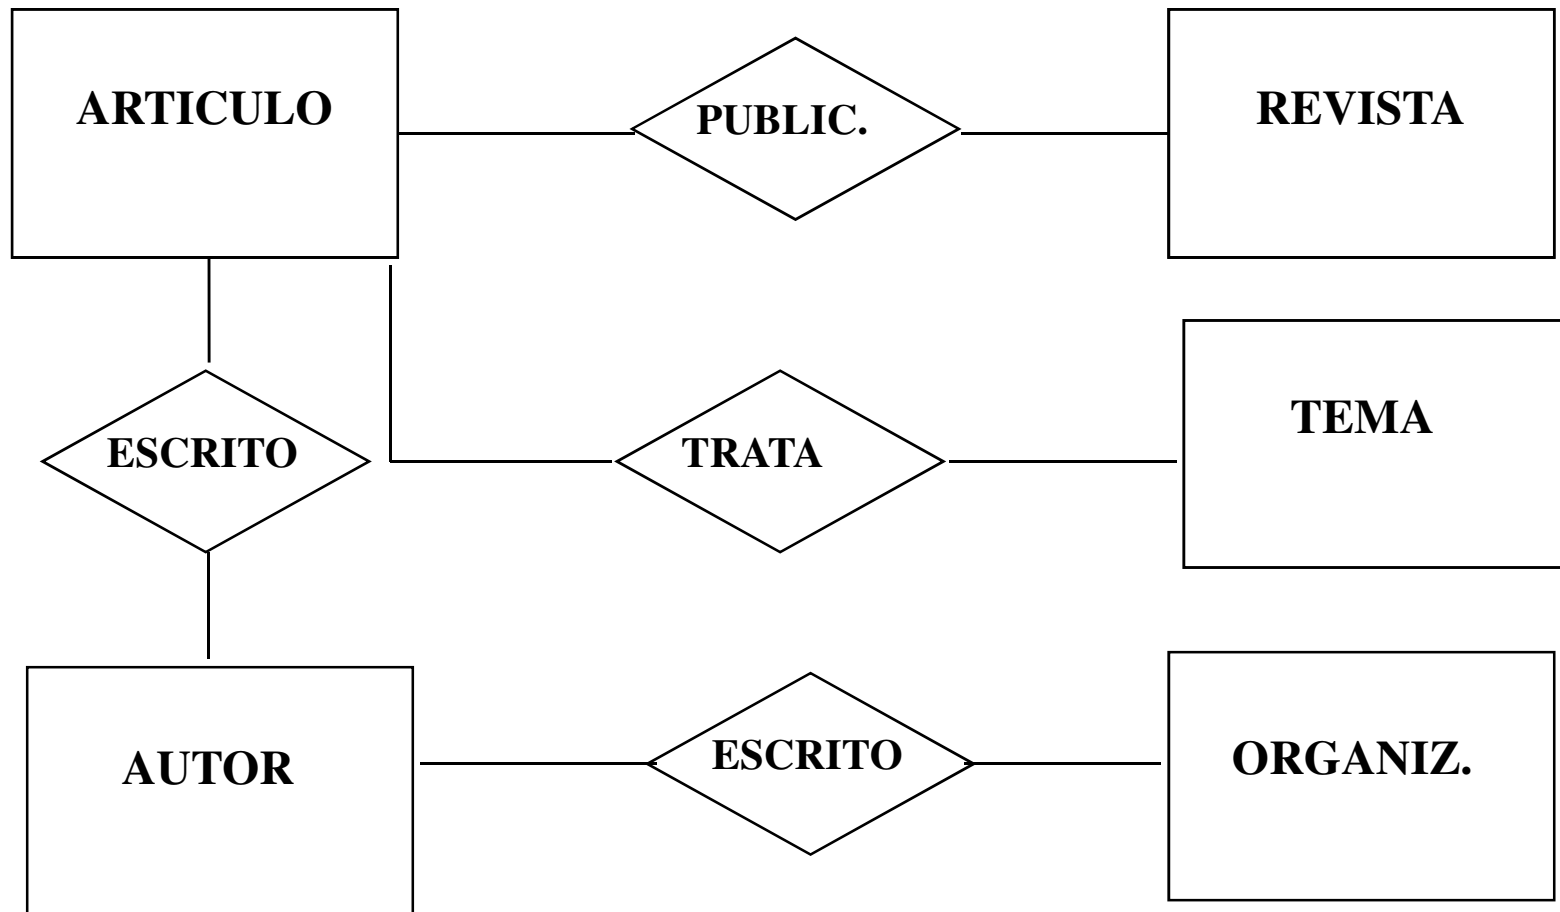 ARTICULO
PUBLIC.
REVISTA
TEMA
ESCRITO
TRATA
AUTOR
ESCRITO
ORGANIZ.